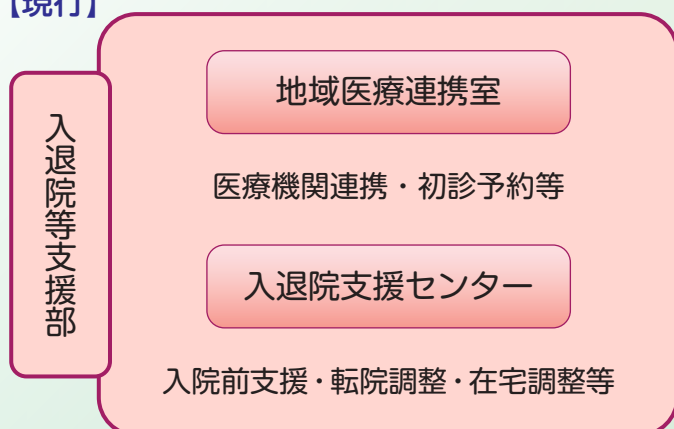 【現行】
入退院等支援部
地域医療連携室
医療機関連携・初診予約等
入退院支援センター
入院前支援・転院調整・在宅調整等